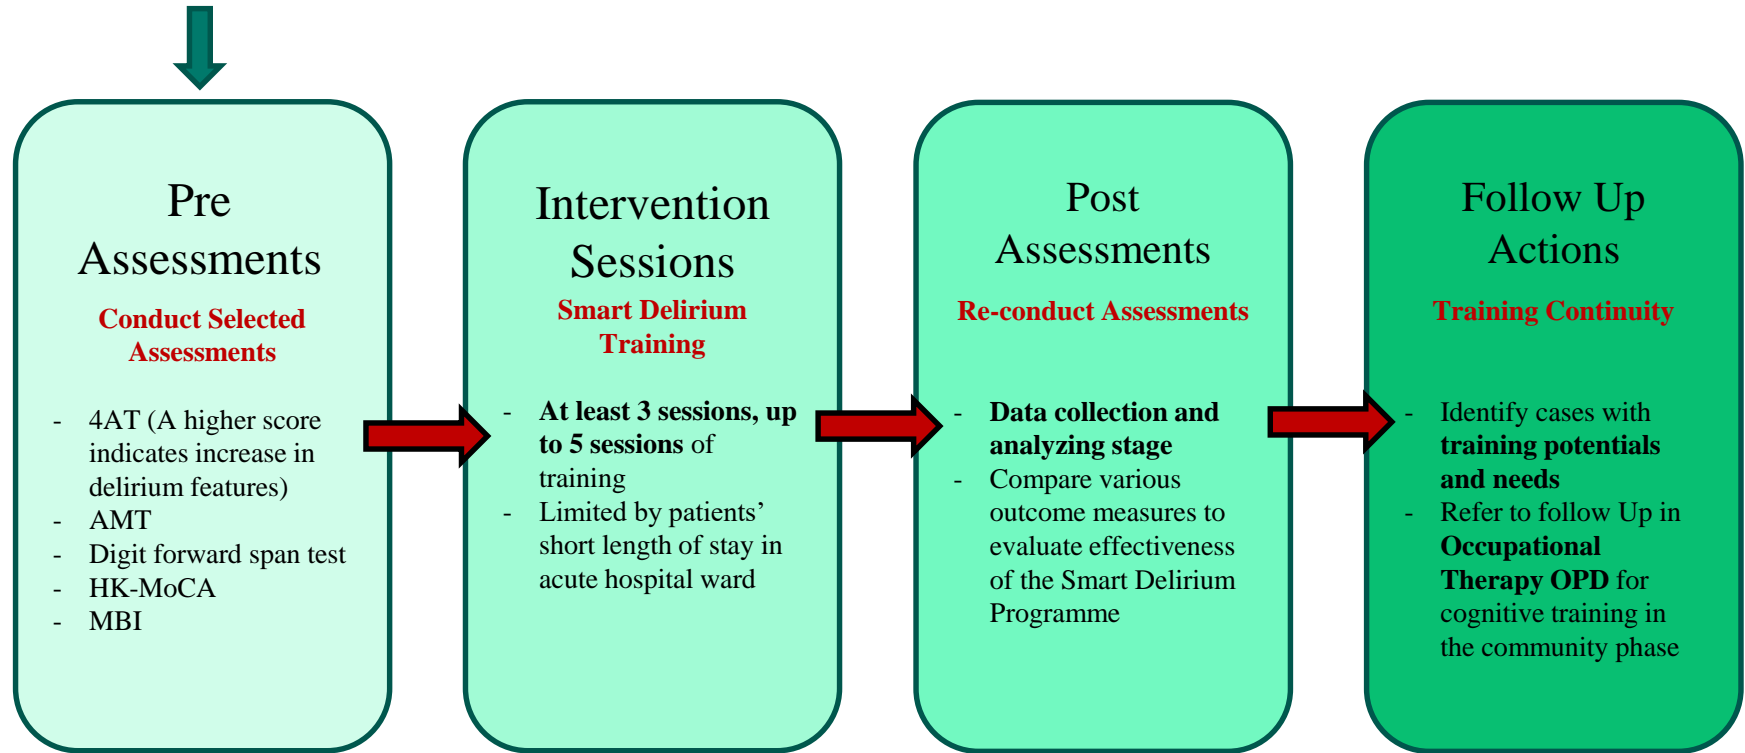 Pre
Assessments
Conduct Selected
Assessments
- 4AT (A higher score
indicates increase in
delirium features)
- AMT
- Digit forward span test
- HK-MoCA
- MBI
Intervention
Sessions
Smart Delirium
Training
- At least 3 sessions, up
to 5 sessions of
training
- Limited by patients’
short length of stay in
acute hospital ward
Post
Assessments
Re-conduct Assessments
- Data collection and
analyzing stage
- Compare various
outcome measures to
evaluate effectiveness
of the Smart Delirium
Programme
Follow Up
Actions
Training Continuity
- Identify cases with
training potentials
and needs
- Refer to follow Up in
Occupational
Therapy OPD for
cognitive training in
the community phase